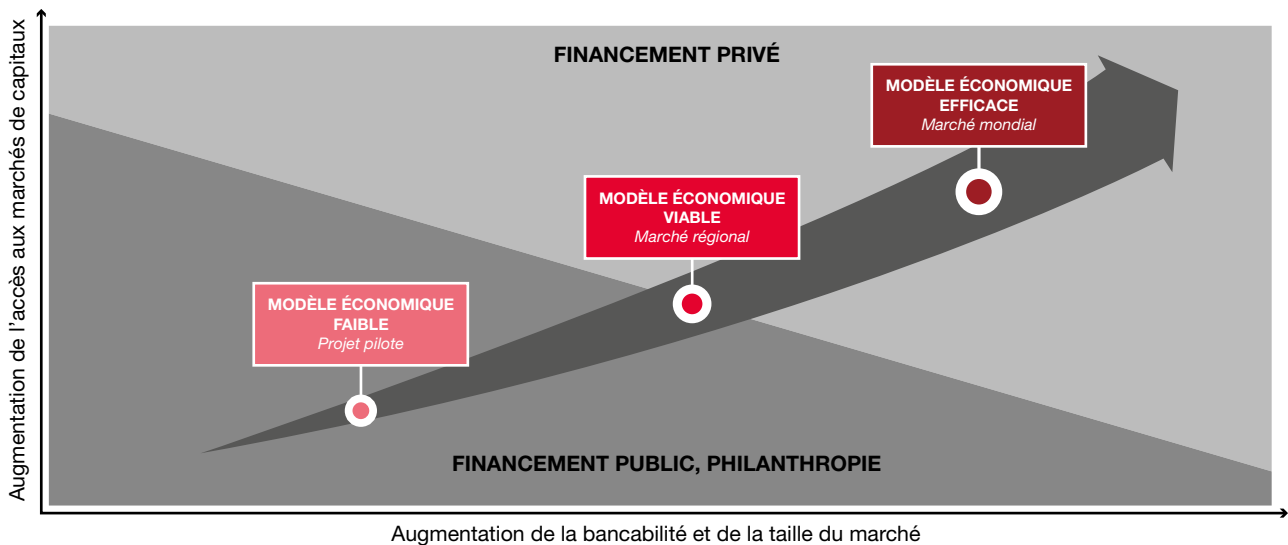 Augmentation de l'accès aux marchés de capitaux
FINANCEMENT PRIVÉ
MODÈLE ÉCONOMIQUE
EFFICACE
Marché mondial
MODÈLE ÉCONOMIQUE
VIABLE
Marché régional
MODÈLE ÉCONOMIQUE
FAIBLE
Projet pilote
FINANCEMENT PUBLIC, PHILANTHROPIE
Augmentation de la bancabilité et de la taille du marché